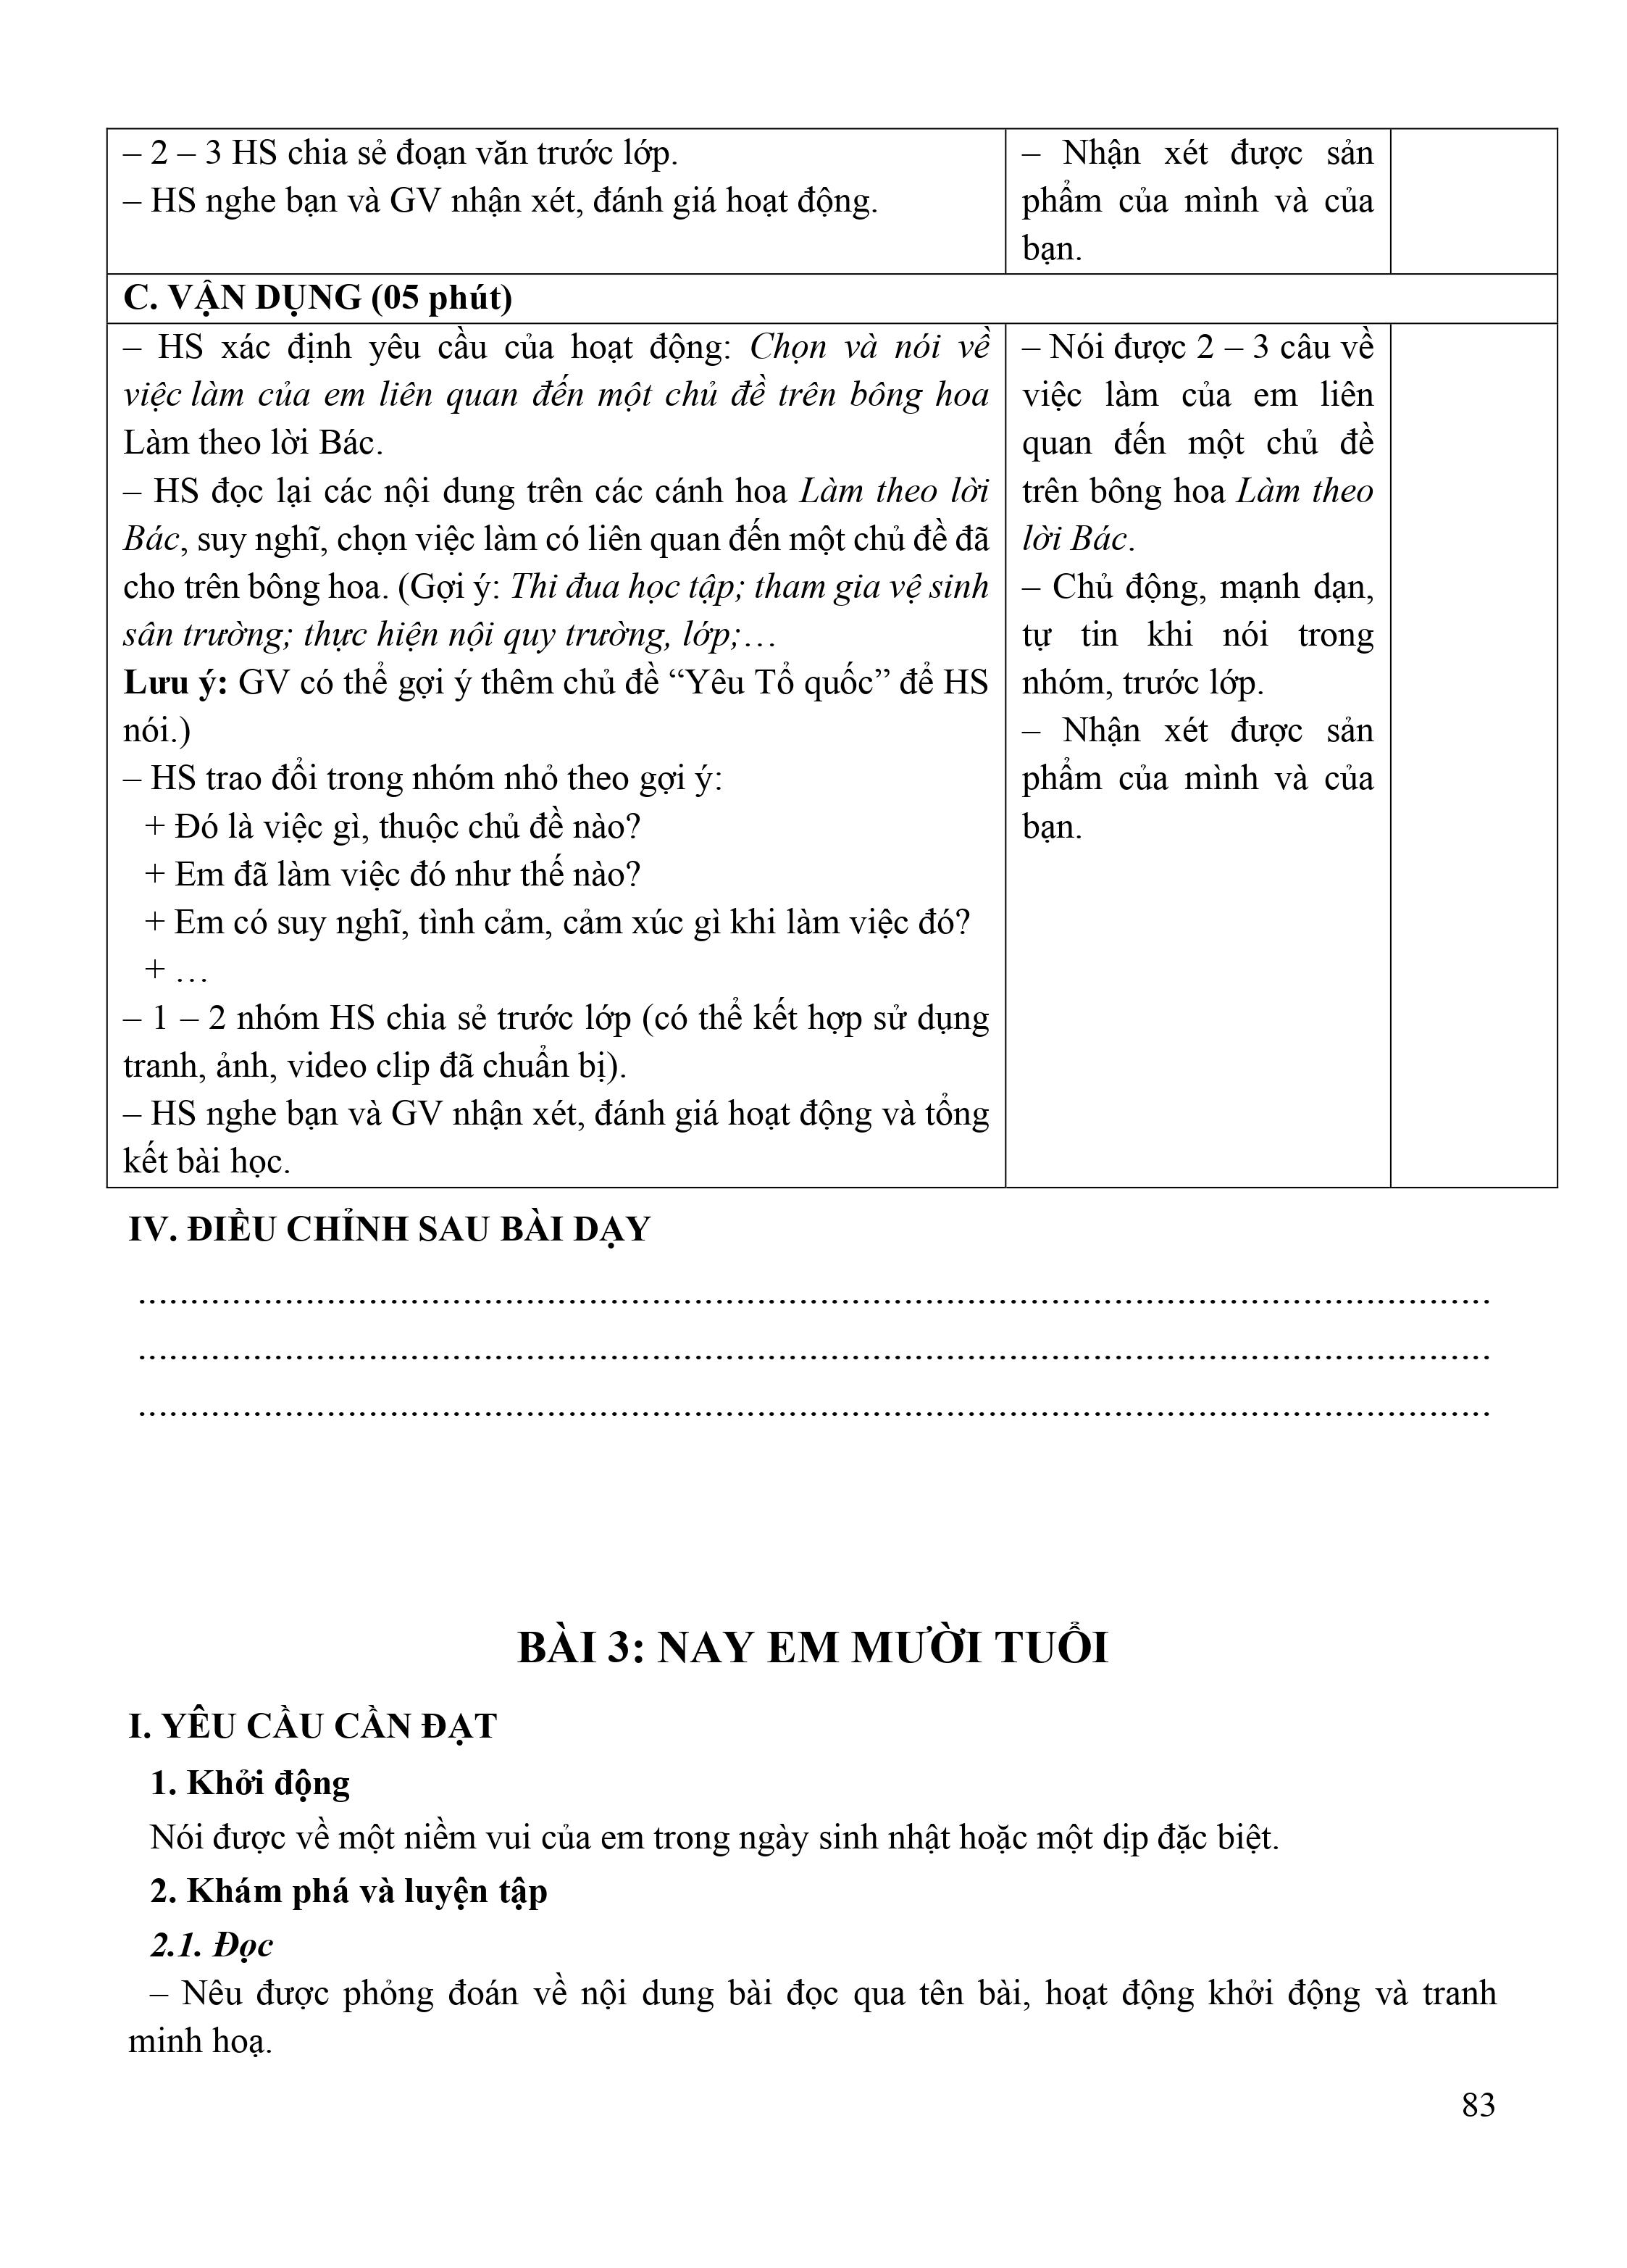 – 2 – 3 HS chia sẻ đoạn văn trước lớp.
– HS nghe bạn và GV nhận xét, đánh giá hoạt động.
– Nhận xét được sản
phẩm của mình và của
bạn.
C. VẬN DỤNG (05 phút)
– HS xác định yêu cầu của hoạt động: Chọn và nói về
việc làm của em liên quan đến một chủ đề trên bông hoa
Làm theo lời Bác.
– HS đọc lại các nội dung trên các cánh hoa Làm theo lời
Bác, suy nghĩ, chọn việc làm có liên quan đến một chủ đề đã
cho trên bông hoa. (Gợi ý: Thi đua học tập; tham gia vệ sinh
sân trường; thực hiện nội quy trường, lớp;…
Lưu ý: GV có thể gợi ý thêm chủ đề “Yêu Tổ quốc” để HS
nói.)
– HS trao đổi trong nhóm nhỏ theo gợi ý:
+ Đó là việc gì, thuộc chủ đề nào?
+ Em đã làm việc đó như thế nào?
+ Em có suy nghĩ, tình cảm, cảm xúc gì khi làm việc đó?
+ …
– 1 – 2 nhóm HS chia sẻ trước lớp (có thể kết hợp sử dụng
tranh, ảnh, video clip đã chuẩn bị).
– HS nghe bạn và GV nhận xét, đánh giá hoạt động và tổng
kết bài học.
– Nói được 2 – 3 câu về
việc làm của em liên
quan đến một chủ đề
trên bông hoa Làm theo
lời Bác.
– Chủ động, mạnh dạn,
tự tin khi nói trong
nhóm, trước lớp.
– Nhận xét được sản
phẩm của mình và của
bạn.
IV. ĐIỀU CHỈNH SAU BÀI DẠY
................................................................................................................................
................................................................................................................................
................................................................................................................................
BÀI 3: NAY EM MƯỜI TUỔI
I. YÊU CẦU CẦN ĐẠT
1. Khởi động
Nói được về một niềm vui của em trong ngày sinh nhật hoặc một dịp đặc biệt.
2. Khám phá và luyện tập
2.1. Đọc
– Nêu được phỏng đoán về nội dung bài đọc qua tên bài, hoạt động khởi động và tranh
minh hoạ.
83